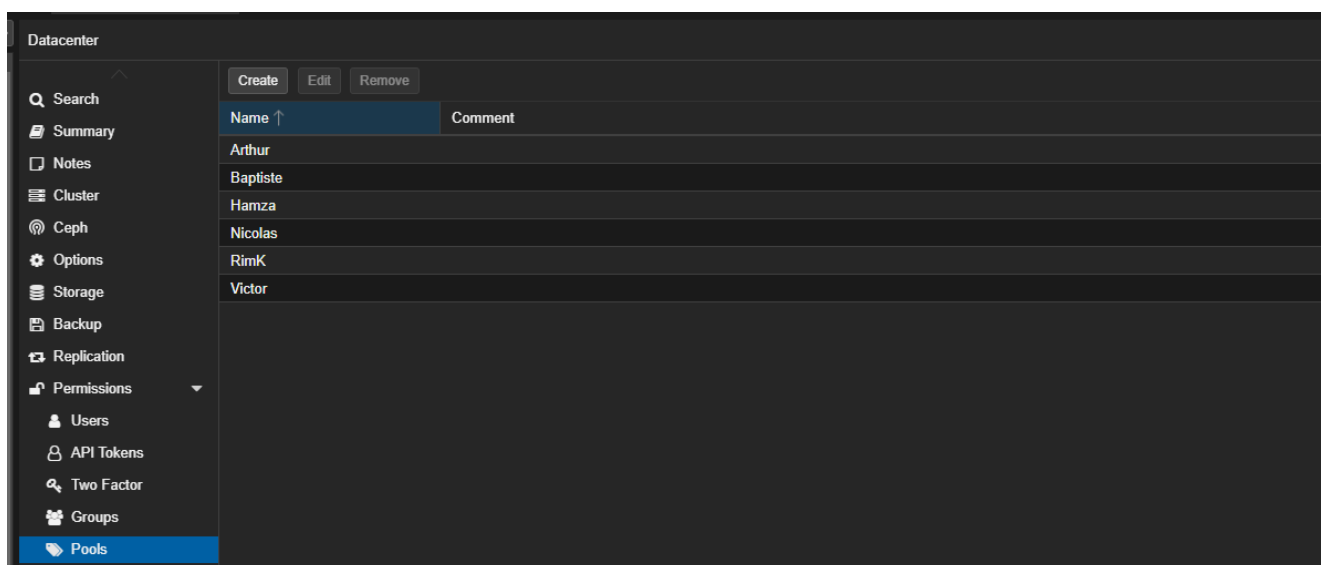 Datacenter
Search
Summary
Notes
Cluster
Ceph
Options
Storage
Backup
Replication
Permissions
Users
API Tokens
Two Factor
Groups
Pools
Create Edit Remove
Name Comment
Arthur
Baptiste
Hamza
Nicolas
RimK
Victor